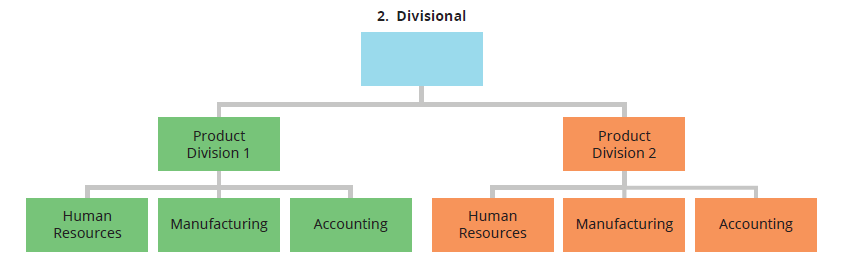 2. Divisional
Product
Division 1
Product
Division 2
Human
Resources
Manufacturing
Accounting
Human
Resources
Manufacturing
Accounting